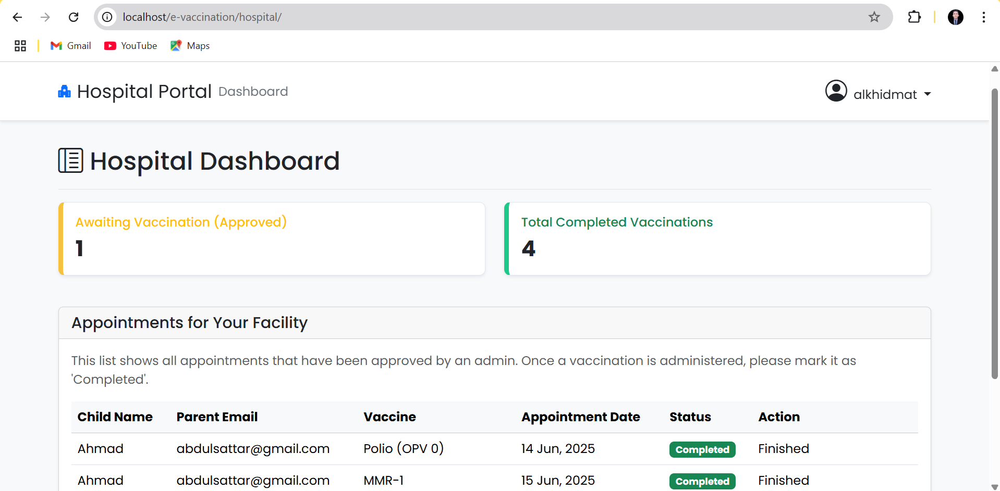 localhost/e-vaccination/hospital/
Gmail YouTube Maps
Hospital Portal Dashboard alkhidmat
Hospital Dashboard
Awaiting Vaccination (Approved)
1
Total Completed Vaccinations
4
Appointments for Your Facility
This list shows all appointments that have been approved by an admin. Once a vaccination is administered, please mark it as
'Completed'.
Child Name Parent Email Vaccine Appointment Date Status Action
Ahmad abdulsattar@gmail.com Polio (OPV 0) 14 Jun, 2025 Completed Finished
Ahmad abdulsattar@gmail.com MMR-1 15 Jun, 2025 Completed Finished